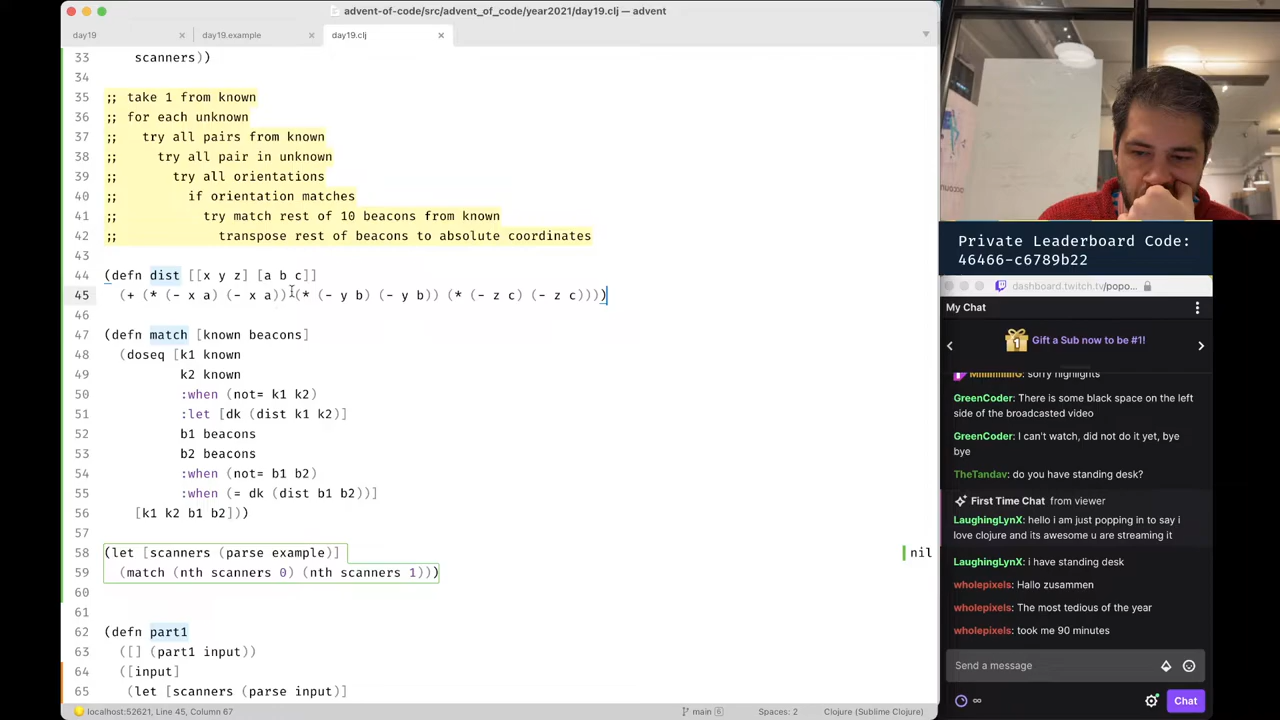 advent-of-code/src/advent_of_code/year2021/day19.clj — advent
day19 × day19.example × day19.clj ×
33 scanners))
34
35 ;; take 1 from known
36 ;; for each unknown
37 ;; try all pairs from known
38 ;; try all pair in unknown
39 ;; try all orientations
40 ;; if orientation matches
41 ;; try match rest of 10 beacons from known
42 ;; transpose rest of beacons to absolute coordinates
43
44 (defn dist [[x y z] [a b c]]
45 (+ (* (- x a) (- x a)) (* (- y b) (- y b)) (* (- z c) (- z c))))
46
47 (defn match [known beacons]
48 (doseq [k1 known
49 k2 known
50 :when (not= k1 k2)
51 :let [dk (dist k1 k2)]
52 b1 beacons
53 b2 beacons
54 :when (not= b1 b2)
55 :when (= dk (dist b1 b2))]
56 [k1 k2 b1 b2]))
57
58 (let [scanners (parse example)]
nil
59 (match (nth scanners 0) (nth scanners 1)))
60
61
62 (defn part1
63 ([] (part1 input))
64 ([input]
65 (let [scanners (parse input)]
localhost:52621, Line 45, Column 67
main 6
Spaces: 2
Clojure (Sublime Clojure)
Private Leaderboard Code:
46466-c6789b22
dashboard.twitch.tv/popo…
My Chat
1
Gift a Sub now to be #1!
sorry highlights
GreenCoder: There is some black space on the left
side of the broadcasted video
GreenCoder: I can't watch, did not do it yet, bye
bye
TheTandav: do you have standing desk?
First Time Chat from viewer
LaughingLynX: hello i am just popping in to say i
love clojure and its awesome u are streaming it
LaughingLynX: i have standing desk
wholepixels: Hallo zusammen
wholepixels: The most tedious of the year
wholepixels: took me 90 minutes
Send a message
∞
Chat